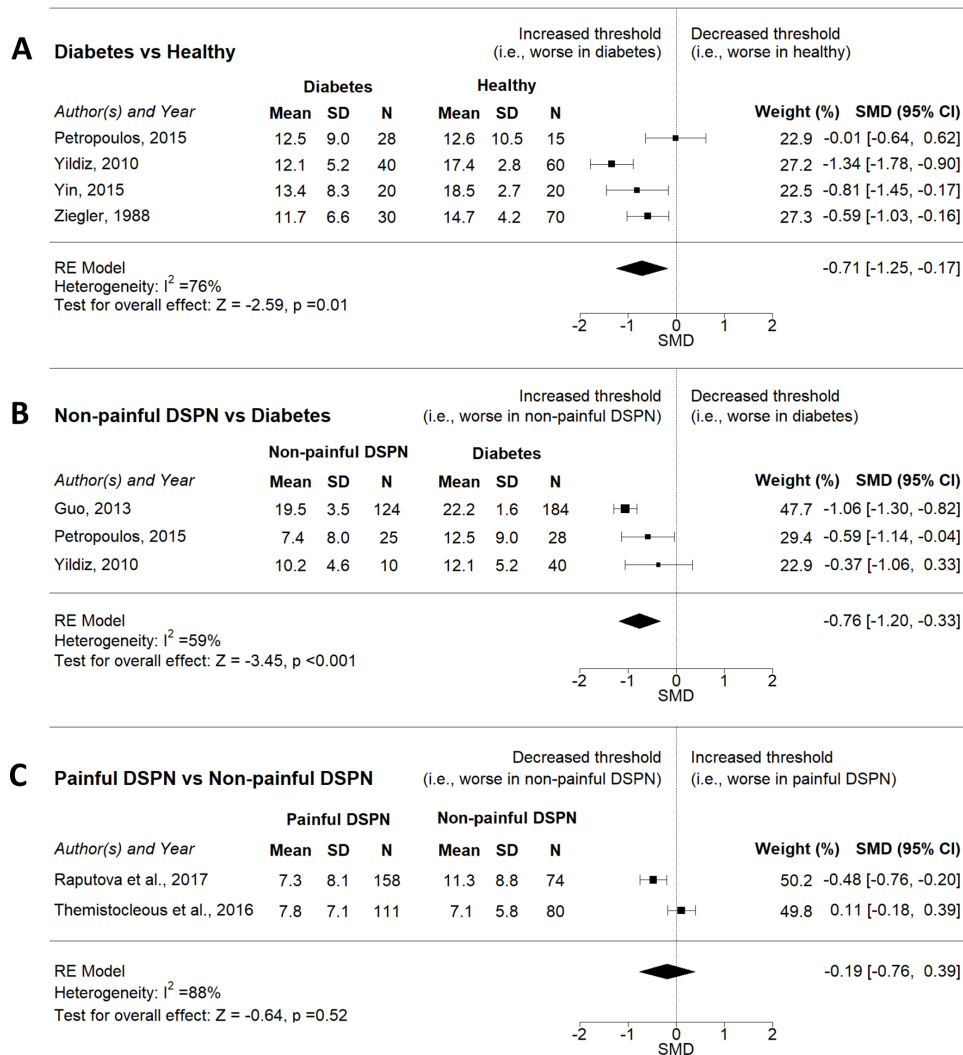 A
Diabetes vs Healthy
Increased threshold
(i.e., worse in diabetes)
Decreased threshold
(i.e., worse in healthy)
Diabetes Healthy
Author(s) and Year Mean SD N Mean SD N Weight (%) SMD (95% CI)
Petropoulos, 2015 12.5 9.0 28 12.6 10.5 15 22.9 -0.01 [-0.64, 0.62]
Yildiz, 2010 12.1 5.2 40 17.4 2.8 60 27.2 -1.34 [-1.78, -0.90]
Yin, 2015 13.4 8.3 20 18.5 2.7 20 22.5 -0.81 [-1.45, -0.17]
Ziegler, 1988 11.7 6.6 30 14.7 4.2 70 27.3 -0.59 [-1.03, -0.16]
RE Model -0.71 [-1.25, -0.17]
Heterogeneity: I² =76%
Test for overall effect: Z = -2.59, p =0.01
-2 -1 0 1 2
SMD
B
Non-painful DSPN vs Diabetes
Increased threshold
(i.e., worse in non-painful DSPN)
Decreased threshold
(i.e., worse in diabetes)
Non-painful DSPN Diabetes
Author(s) and Year Mean SD N Mean SD N Weight (%) SMD (95% CI)
Guo, 2013 19.5 3.5 124 22.2 1.6 184 47.7 -1.06 [-1.30, -0.82]
Petropoulos, 2015 7.4 8.0 25 12.5 9.0 28 29.4 -0.59 [-1.14, -0.04]
Yildiz, 2010 10.2 4.6 10 12.1 5.2 40 22.9 -0.37 [-1.06, 0.33]
RE Model -0.76 [-1.20, -0.33]
Heterogeneity: I² =59%
Test for overall effect: Z = -3.45, p <0.001
-2 -1 0 1 2
SMD
C
Painful DSPN vs Non-painful DSPN
Decreased threshold
(i.e., worse in non-painful DSPN)
Increased threshold
(i.e., worse in painful DSPN)
Painful DSPN Non-painful DSPN
Author(s) and Year Mean SD N Mean SD N Weight (%) SMD (95% CI)
Raputova et al., 2017 7.3 8.1 158 11.3 8.8 74 50.2 -0.48 [-0.76, -0.20]
Themistocleous et al., 2016 7.8 7.1 111 7.1 5.8 80 49.8 0.11 [-0.18, 0.39]
RE Model -0.19 [-0.76, 0.39]
Heterogeneity: I² =88%
Test for overall effect: Z = -0.64, p =0.52
-2 -1 0 1 2
SMD